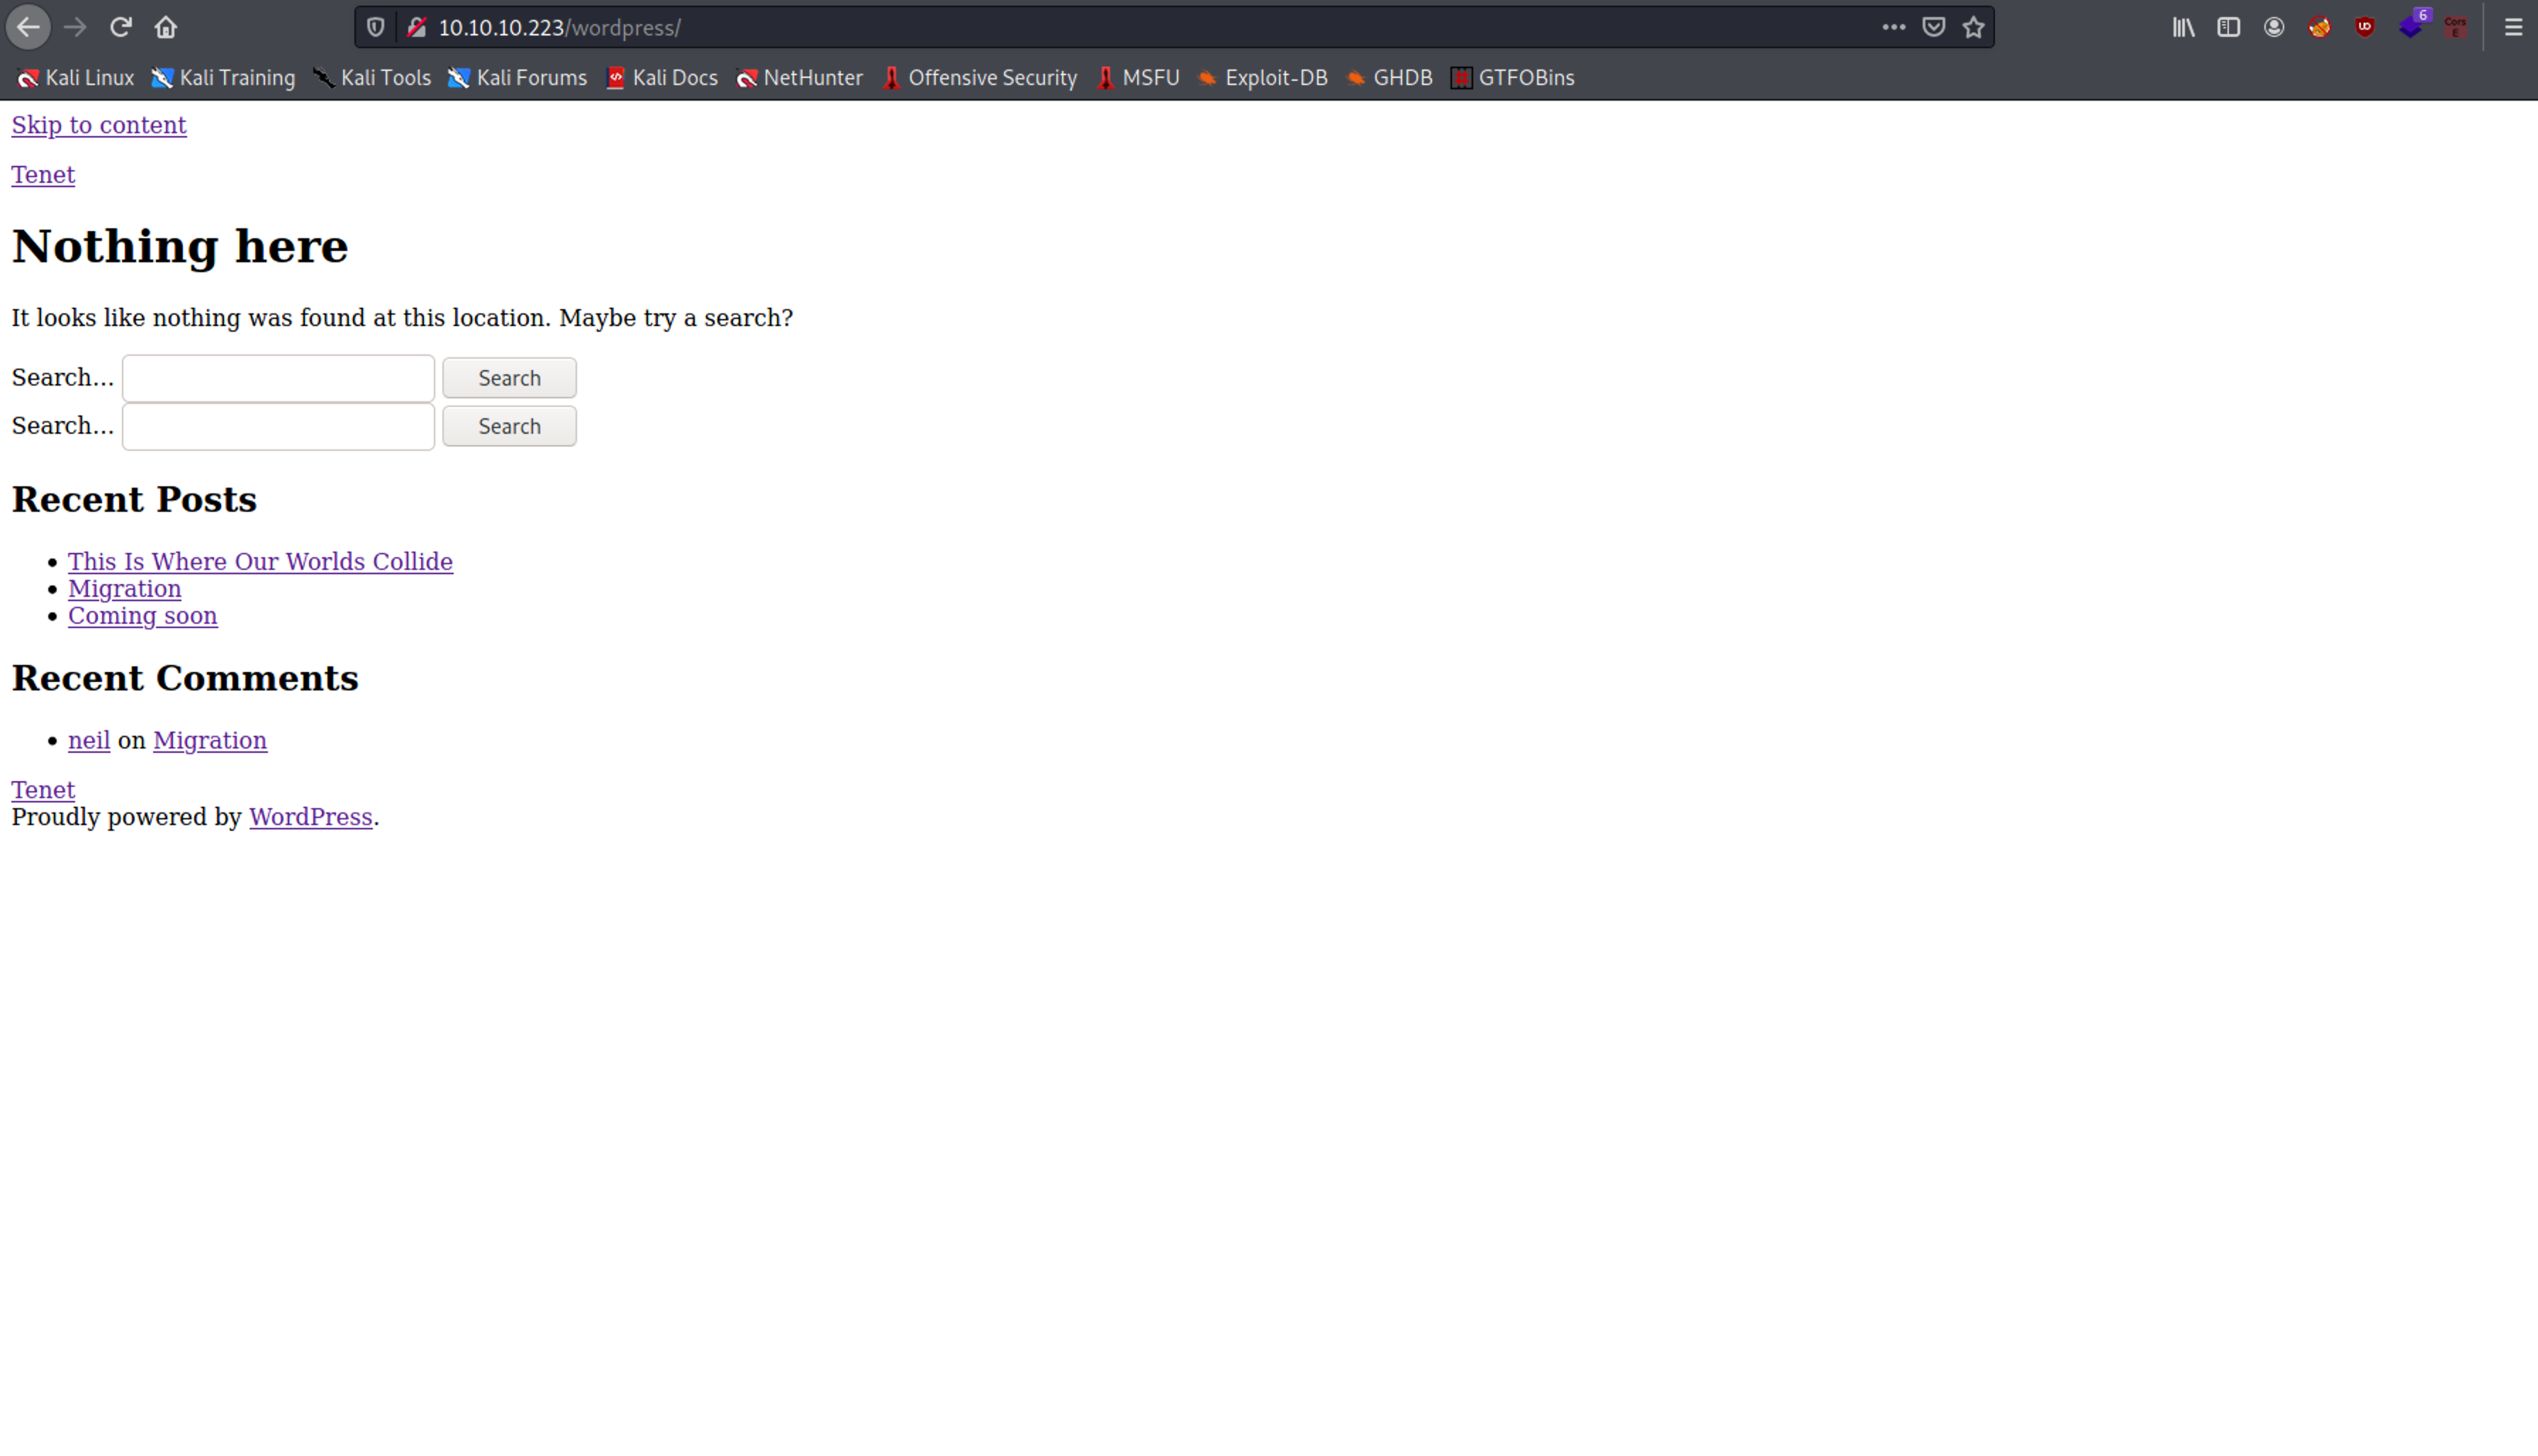 10.10.10.223/wordpress/
6
Cors
E
Kali Linux Kali Training Kali Tools Kali Forums Kali Docs NetHunter Offensive Security MSFU Exploit-DB GHDB GTFOBins
Skip to content
Tenet
Nothing here
It looks like nothing was found at this location. Maybe try a search?
Search… Search
Search… Search
Recent Posts
This Is Where Our Worlds Collide
Migration
Coming soon
Recent Comments
neil on Migration
Tenet
Proudly powered by WordPress.